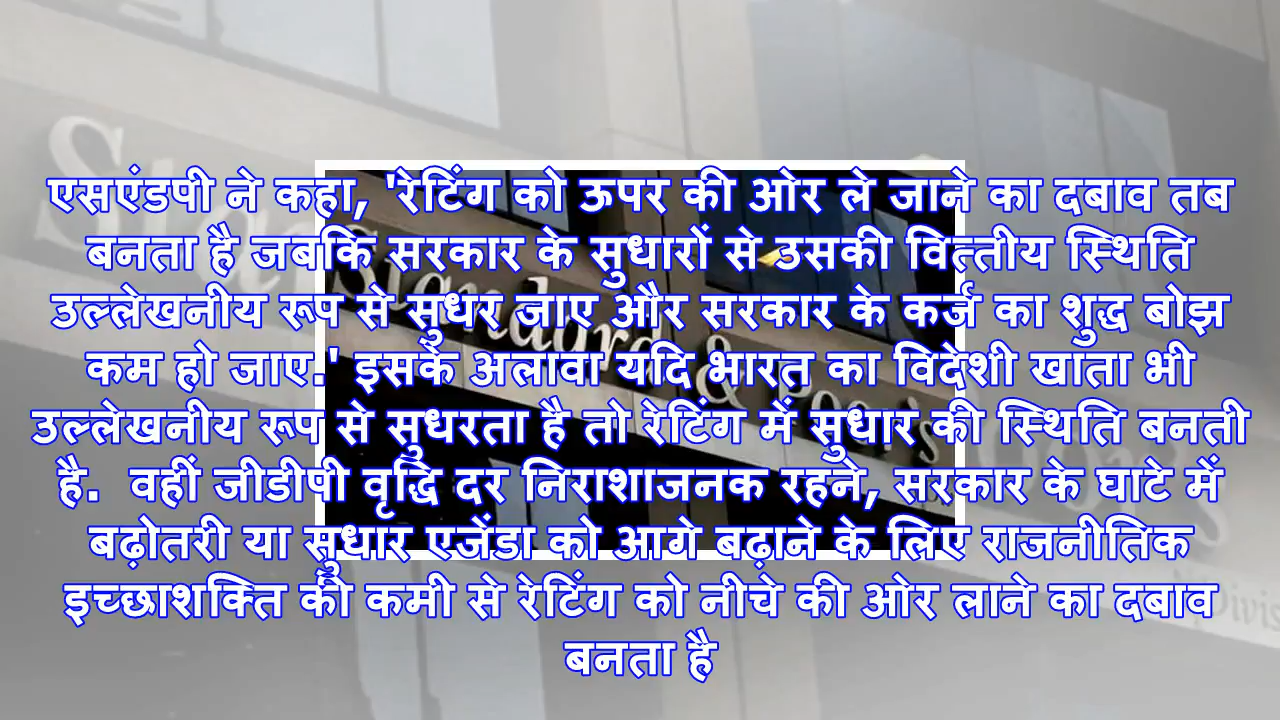 एसएंडपी ने कहा, 'रेटिंग को ऊपर की ओर ले जाने का दबाव तब
बनता है जबकि सरकार के सुधारों से उसकी वित्तीय स्थिति
उल्लेखनीय रूप से सुधर जाए और सरकार के कर्ज का शुद्ध बोझ
कम हो जाए.' इसके अलावा यदि भारत का विदेशी खाता भी
उल्लेखनीय रूप से सुधरता है तो रेटिंग में सुधार की स्थिति बनती
है. वहीं जीडीपी वृद्धि दर निराशाजनक रहने, सरकार के घाटे में
बढ़ोतरी या सुधार एजेंडा को आगे बढ़ाने के लिए राजनीतिक
इच्छाशक्ति की कमी से रेटिंग को नीचे की ओर लाने का दबाव
बनता है
Standard & Poor's